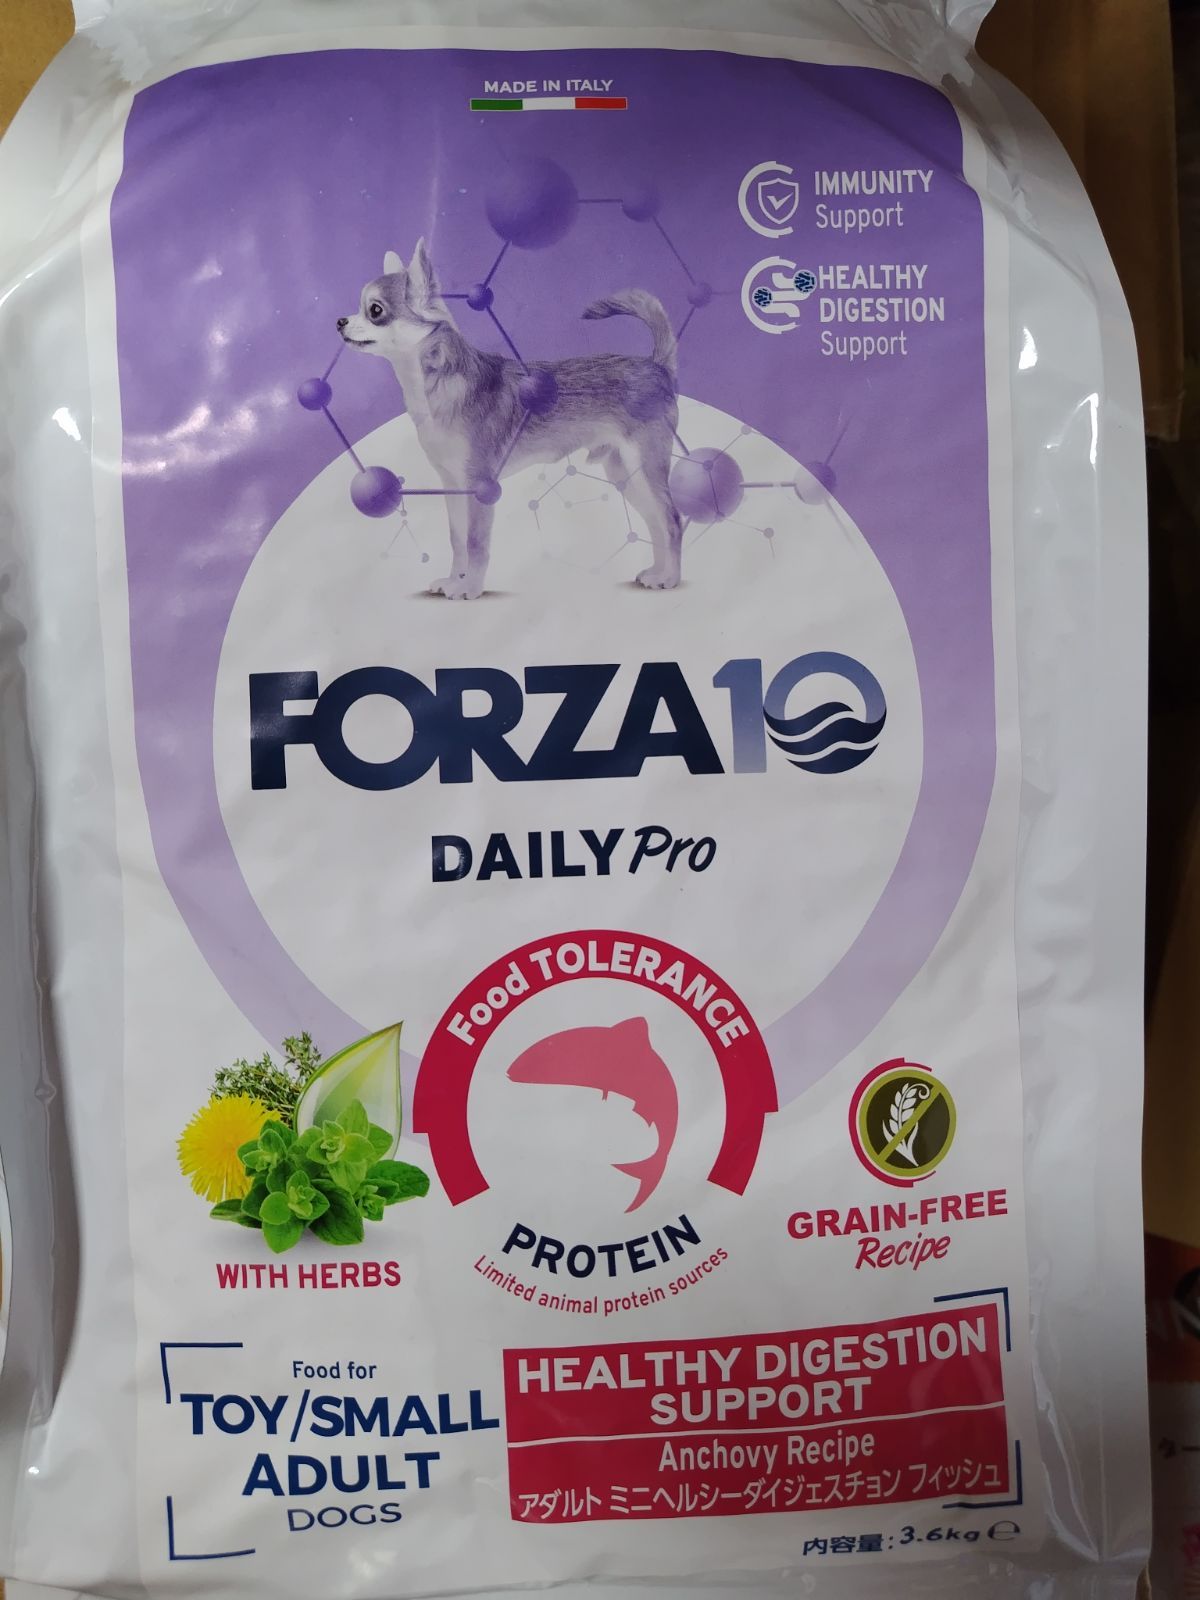 MADE IN ITALY
IMMUNITY
Support
HEALTHY
DIGESTION
Support
FORZA10
DAILY Pro
Food TOLERANCE
PROTEIN
Limited animal protein sources
WITH HERBS
GRAIN-FREE
Recipe
Food for
TOY/SMALL
ADULT
DOGS
HEALTHY DIGESTION
SUPPORT
Anchovy Recipe
アダルト ミニヘルシーダイジェスチョン フィッシュ
内容量:3.6kg ℮